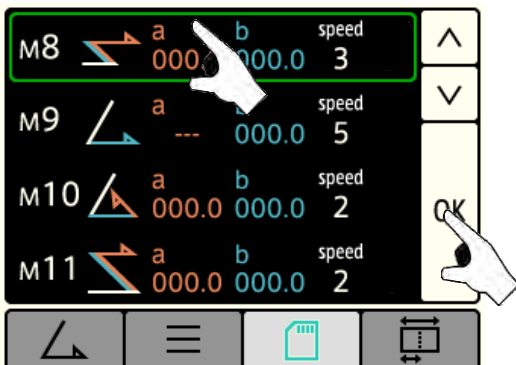 M8 a b speed
000. 000.0 3
M9 a speed
--- 000.0 5
M10 a b speed
000.0 000.0 2
OK
M11 a b speed
000.0 000.0 2